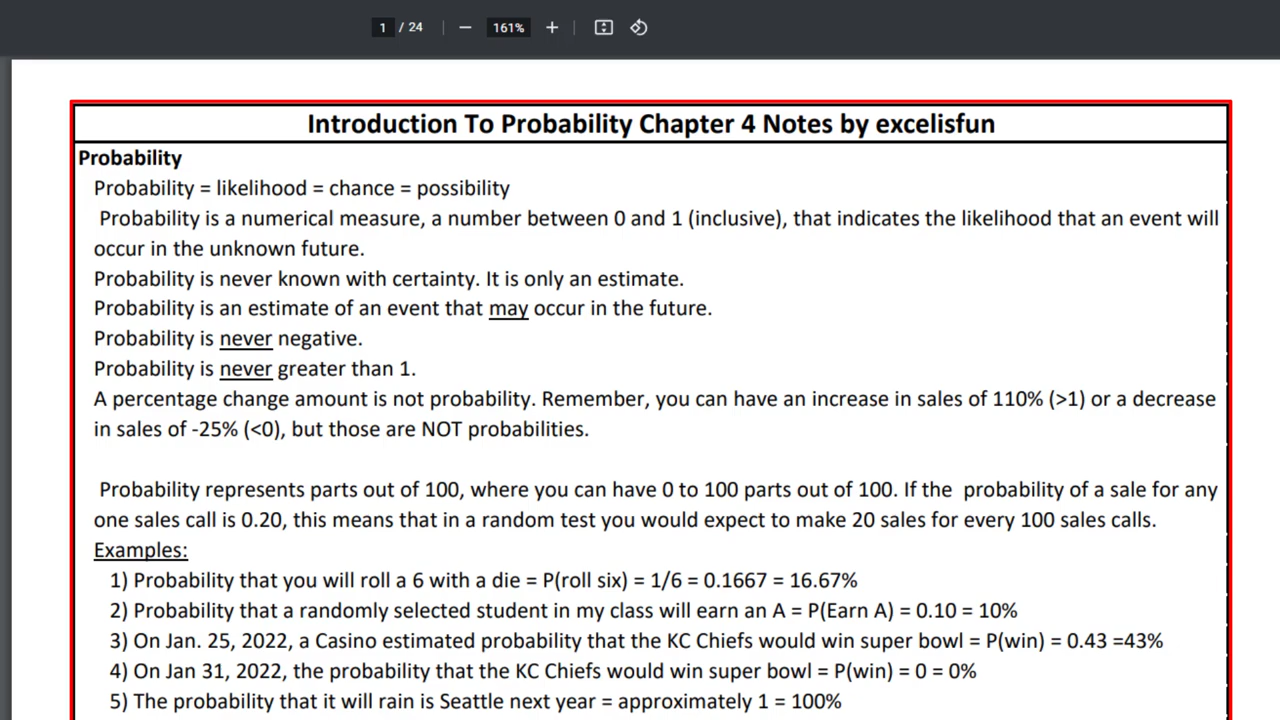 1 / 24 161%
Introduction To Probability Chapter 4 Notes by excelisfun
Probability
Probability = likelihood = chance = possibility
Probability is a numerical measure, a number between 0 and 1 (inclusive), that indicates the likelihood that an event will
occur in the unknown future.
Probability is never known with certainty. It is only an estimate.
Probability is an estimate of an event that may occur in the future.
Probability is never negative.
Probability is never greater than 1.
A percentage change amount is not probability. Remember, you can have an increase in sales of 110% (>1) or a decrease
in sales of -25% (<0), but those are NOT probabilities.
Probability represents parts out of 100, where you can have 0 to 100 parts out of 100. If the probability of a sale for any
one sales call is 0.20, this means that in a random test you would expect to make 20 sales for every 100 sales calls.
Examples:
1) Probability that you will roll a 6 with a die = P(roll six) = 1/6 = 0.1667 = 16.67%
2) Probability that a randomly selected student in my class will earn an A = P(Earn A) = 0.10 = 10%
3) On Jan. 25, 2022, a Casino estimated probability that the KC Chiefs would win super bowl = P(win) = 0.43 =43%
4) On Jan 31, 2022, the probability that the KC Chiefs would win super bowl = P(win) = 0 = 0%
5) The probability that it will rain is Seattle next year = approximately 1 = 100%